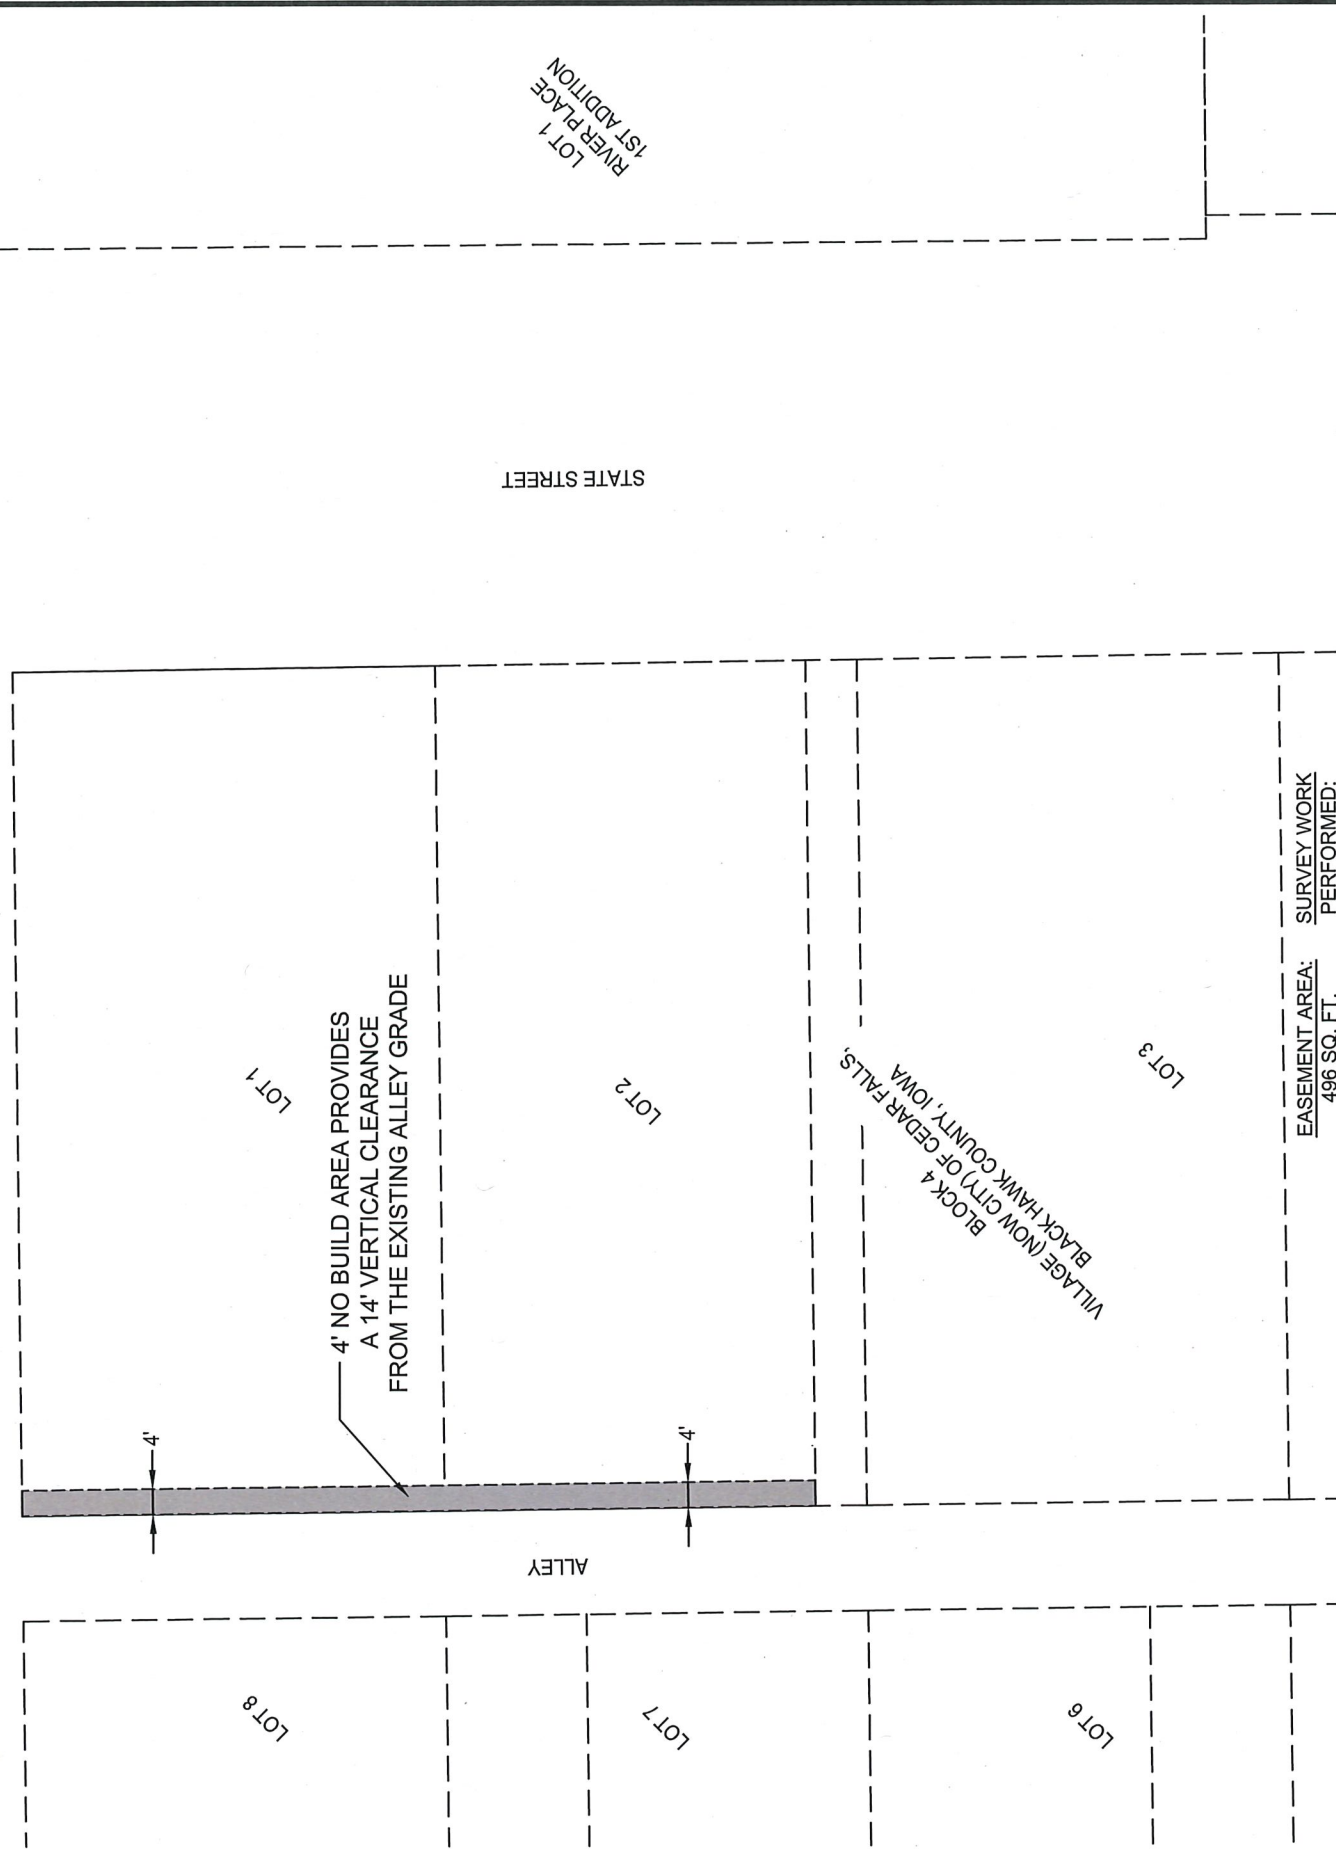 LOT 1
RIVER PLACE
1ST ADDITION
STATE STREET
LOT 1
4' NO BUILD AREA PROVIDES
A 14' VERTICAL CLEARANCE
FROM THE EXISTING ALLEY GRADE
LOT 2
BLOCK 4
VILLAGE (NOW CITY) OF CEDAR FALLS,
BLACK HAWK COUNTY, IOWA
LOT 3
4'
4'
ALLEY
LOT 8
LOT 7
LOT 6
EASEMENT AREA:
496 SQ. FT.
SURVEY WORK
PERFORMED: